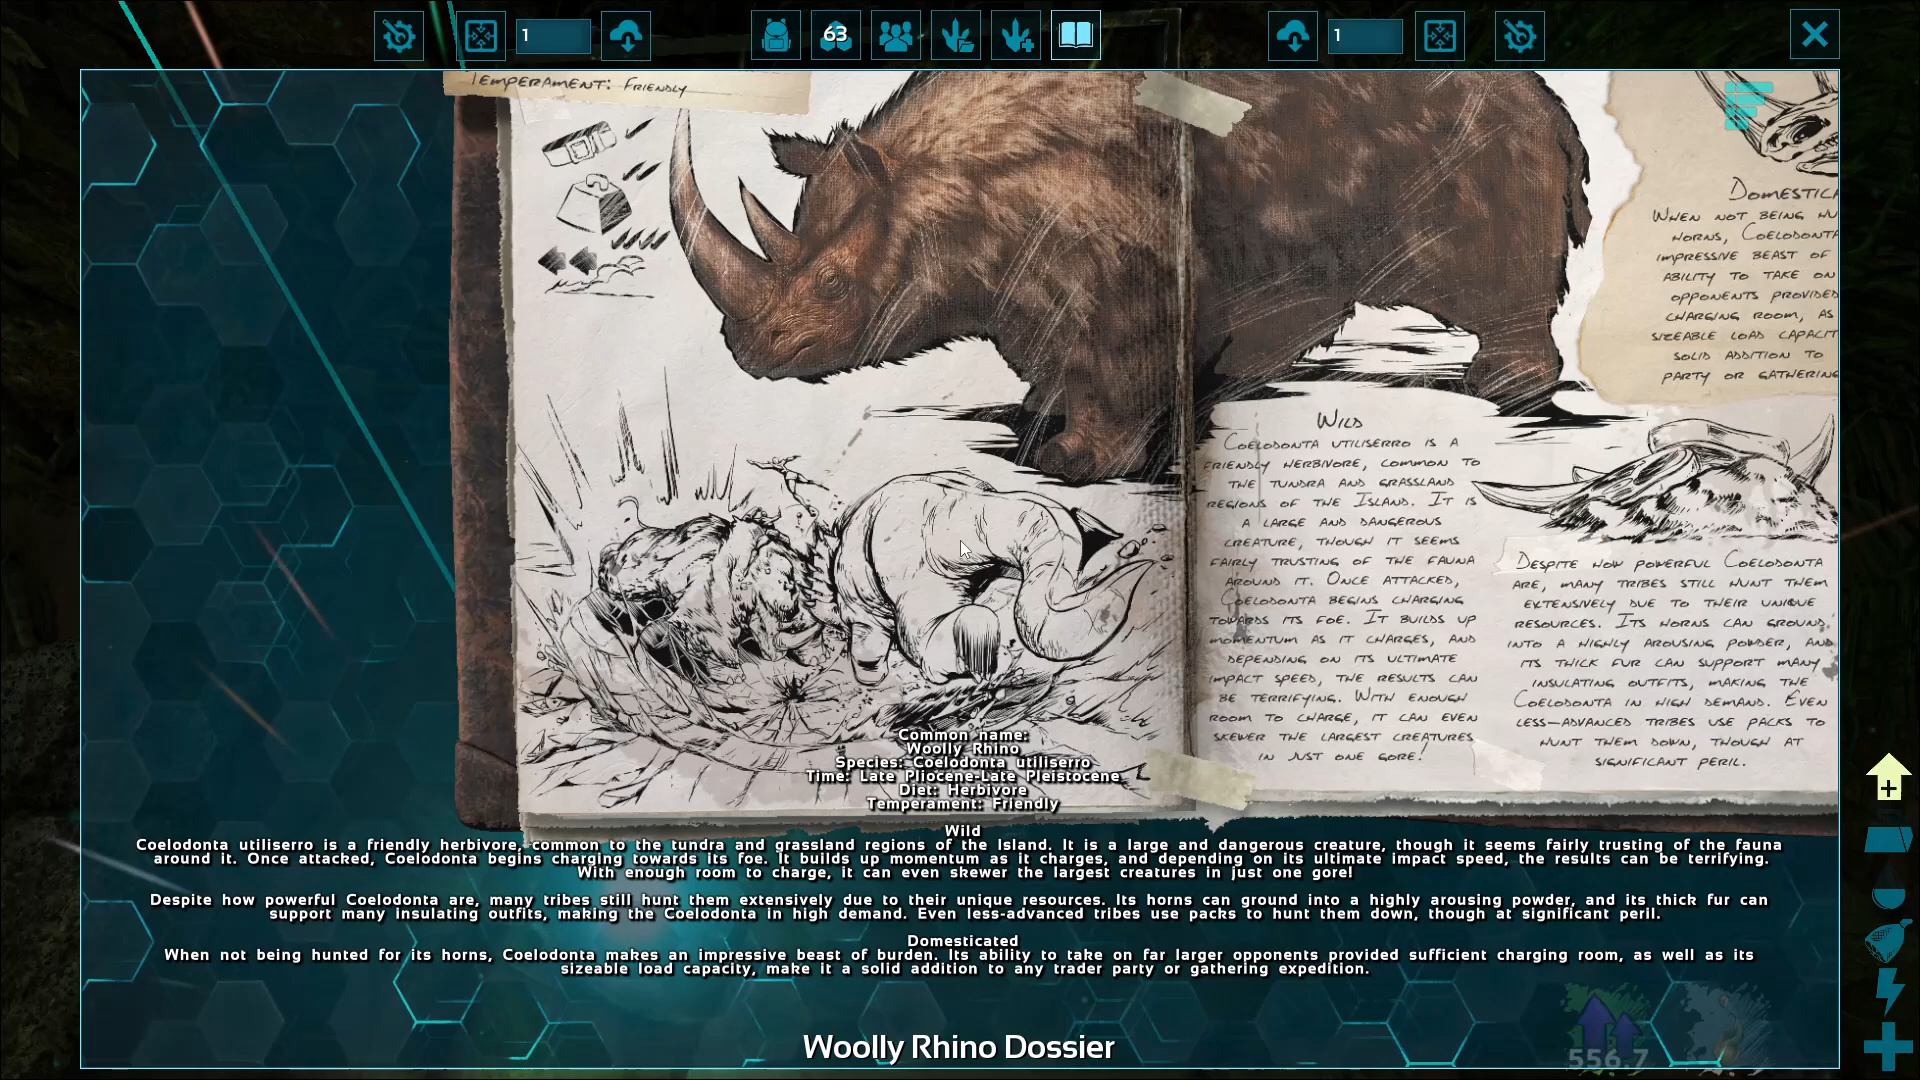 1
63
1
Temperament: Friendly
Domestica
When not being hu
horns, Coelodonta
impressive beast of
ability to take on
opponents provided
charging room, as
sizeable load capacit
solid addition to
party or gathering
Wild
Coelodonta utiliserro is a
friendly herbivore, common to
the tundra and grassland
regions of the Island. It is
a large and dangerous
creature, though it seems
fairly trusting of the fauna
around it. Once attacked,
Coelodonta begins charging
towards its foe. It builds up
momentum as it charges, and
depending on its ultimate
impact speed, the results can
be terrifying. With enough
room to charge, it can even
skewer the largest creatures
in just one gore!
Despite how powerful Coelodonta
are, many tribes still hunt them
extensively due to their unique
resources. Its horns can ground
into a highly arousing powder, and
its thick fur can support many
insulating outfits, making the
Coelodonta in high demand. Even
less-advanced tribes use packs to
hunt them down, though at
significant peril.
Common name:
Woolly Rhino
Species: Coelodonta utiliserro
Time: Late Pliocene-Late Pleistocene
Diet: Herbivore
Temperament: Friendly
Wild
Coelodonta utiliserro is a friendly herbivore, common to the tundra and grassland regions of the Island. It is a large and dangerous creature, though it seems fairly trusting of the fauna
around it. Once attacked, Coelodonta begins charging towards its foe. It builds up momentum as it charges, and depending on its ultimate impact speed, the results can be terrifying.
With enough room to charge, it can even skewer the largest creatures in just one gore!
Despite how powerful Coelodonta are, many tribes still hunt them extensively due to their unique resources. Its horns can ground into a highly arousing powder, and its thick fur can
support many insulating outfits, making the Coelodonta in high demand. Even less-advanced tribes use packs to hunt them down, though at significant peril.
Domesticated
When not being hunted for its horns, Coelodonta makes an impressive beast of burden. Its ability to take on far larger opponents provided sufficient charging room, as well as its
sizeable load capacity, make it a solid addition to any trader party or gathering expedition.
Woolly Rhino Dossier
556.7